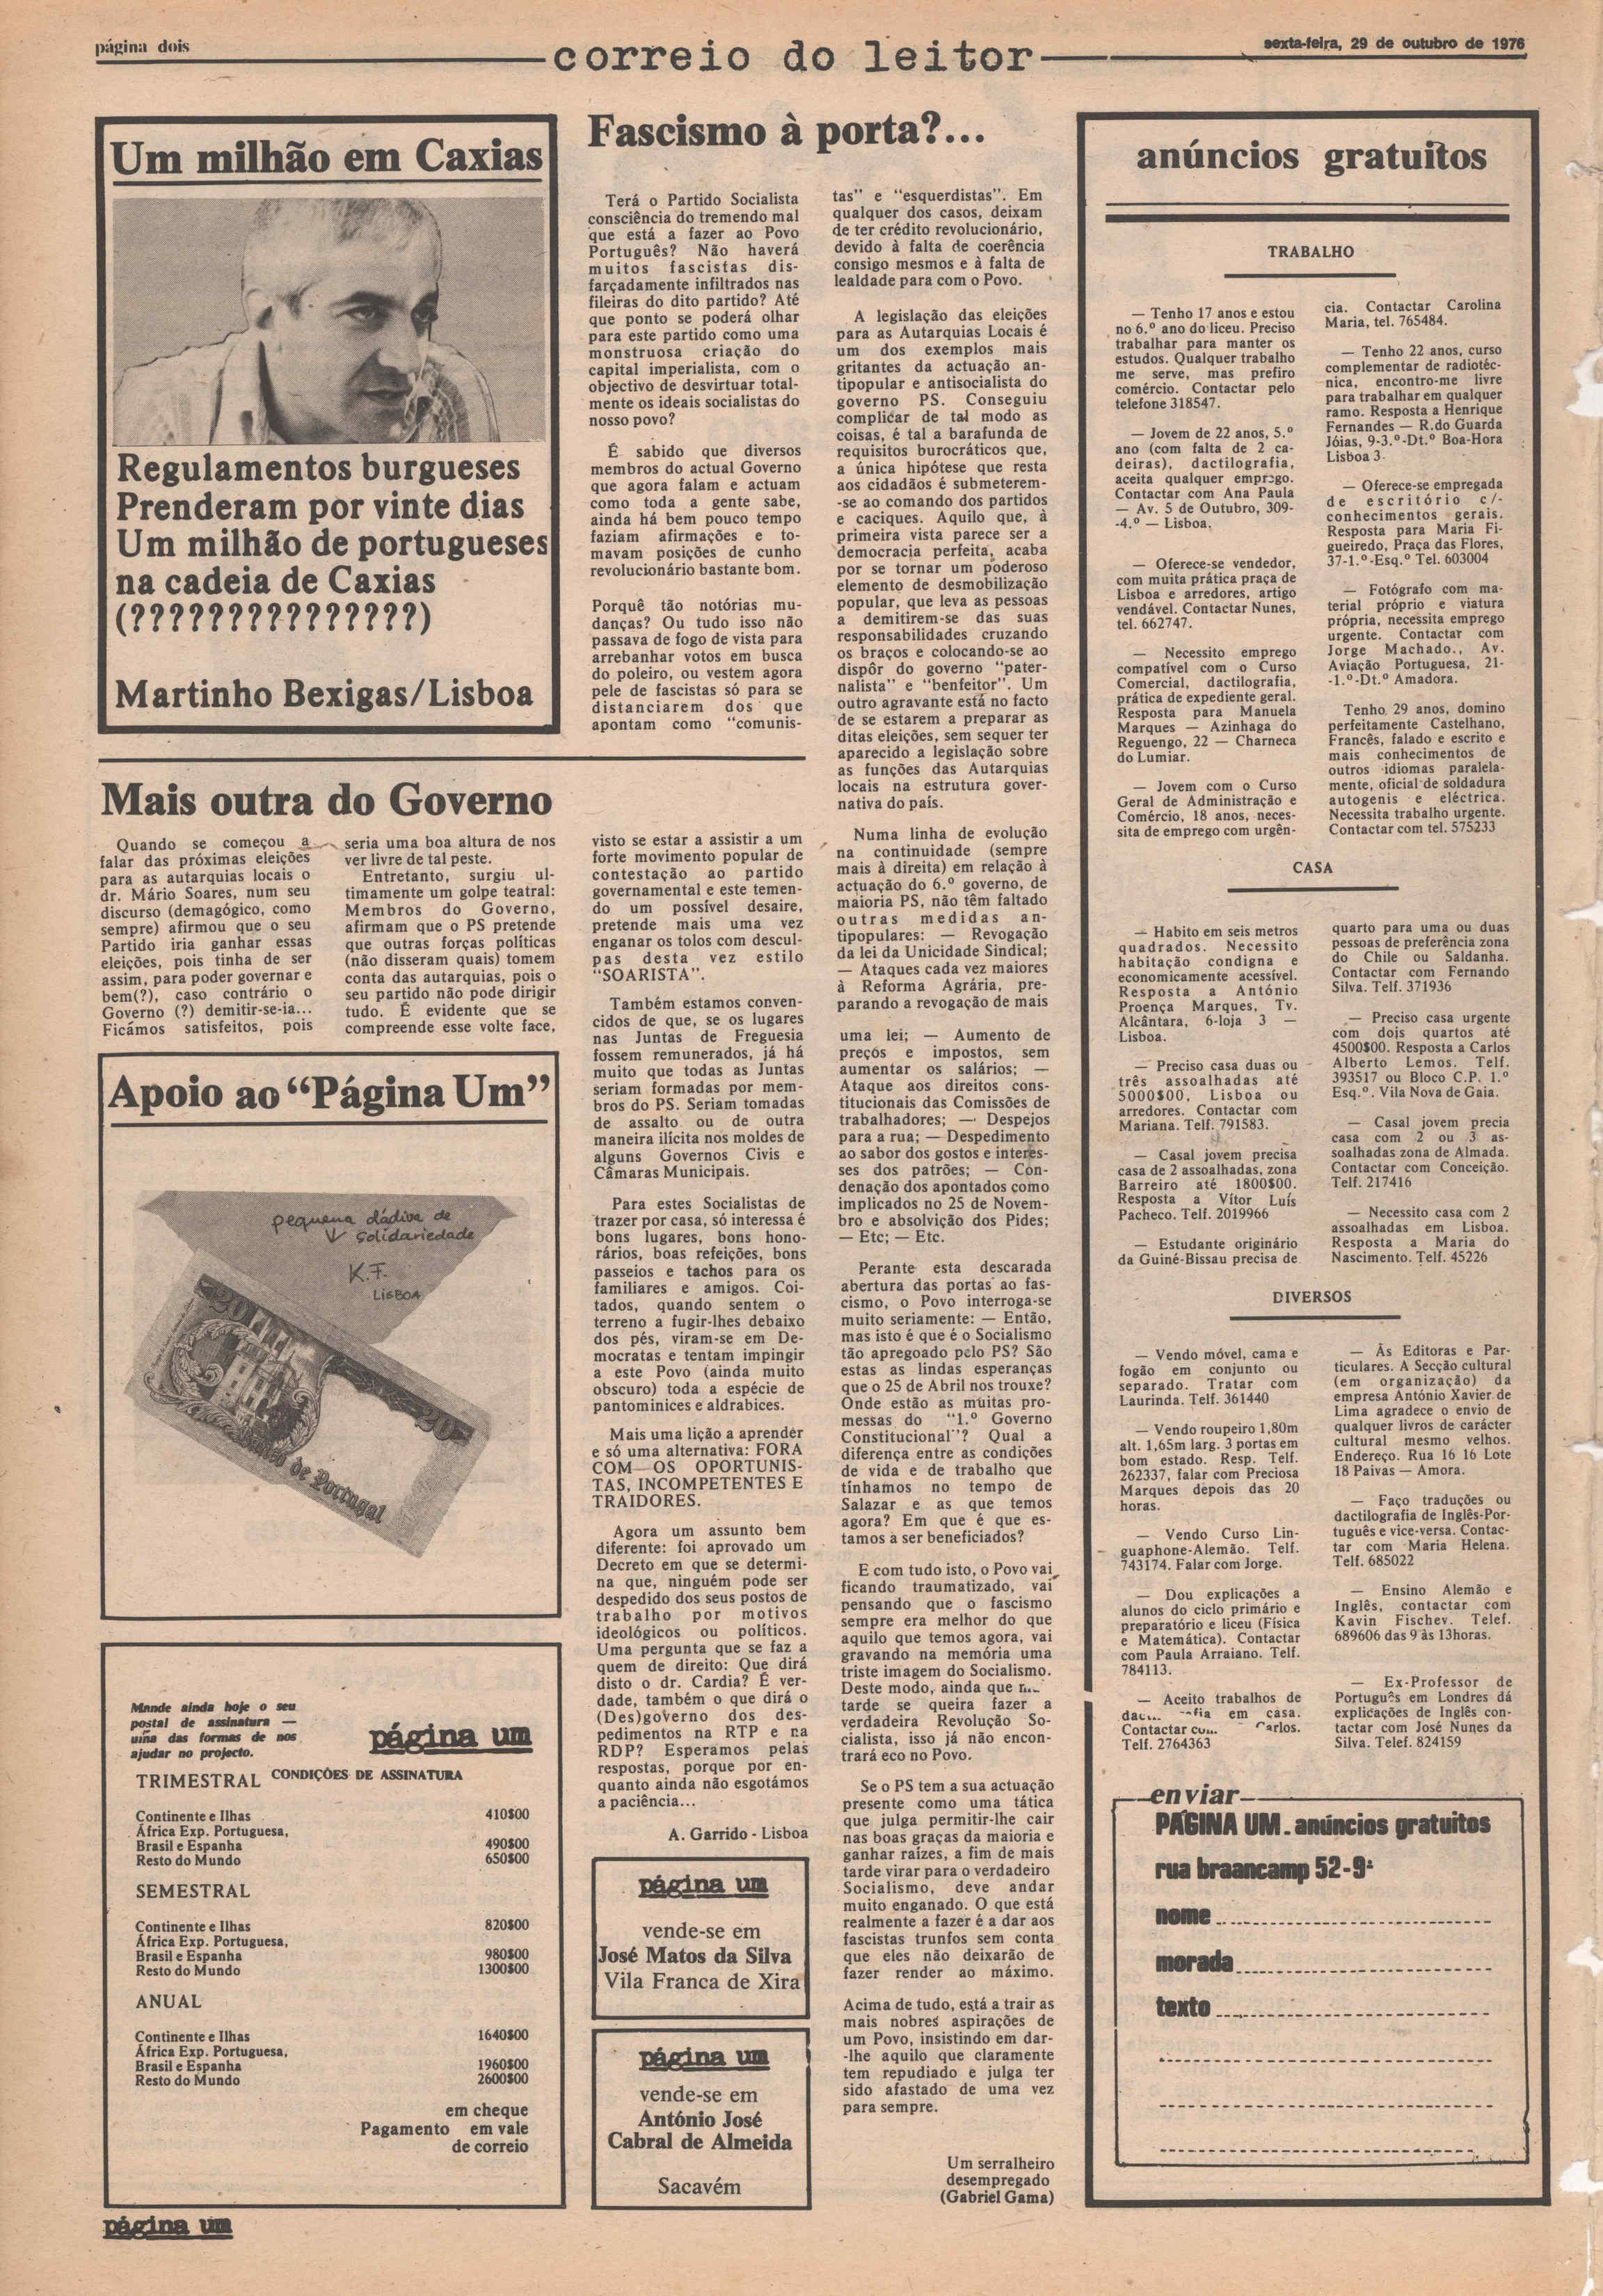 página dois
correio do leitor
sexta-feira, 29 de outubro de 1976
Um milhão em Caxias
Regulamentos burgueses
Prenderam por vinte dias
Um milhão de portugueses
na cadeia de Caxias
(???????????????)
Martinho Bexigas/Lisboa
Fascismo à porta?...
Terá o Partido Socialista
consciência do tremendo mal
que está a fazer ao Povo
Português? Não haverá
muitos fascistas dis-
farçadamente infiltrados nas
fileiras do dito partido? Até
que ponto se poderá olhar
para este partido como uma
monstruosa criação do
capital imperialista, com o
objectivo de desvirtuar total-
mente os ideais socialistas do
nosso povo?
É sabido que diversos
membros do actual Governo
que agora falam e actuam
como toda a gente sabe,
ainda há bem pouco tempo
faziam afirmações e to-
mavam posições de cunho
revolucionário bastante bom.
Porquê tão notórias mu-
danças? Ou tudo isso não
passava de fogo de vista para
arrebanhar votos em busca
do poleiro, ou vestem agora
pele de fascistas só para se
distanciarem dos que
apontam como "comunis-
tas" e "esquerdistas". Em
qualquer dos casos, deixam
de ter crédito revolucionário,
devido à falta de coerência
consigo mesmos e à falta de
lealdade para com o Povo.
A legislação das eleições
para as Autarquias Locais é
um dos exemplos mais
gritantes da actuação an-
tipopular e antisocialista do
governo PS. Conseguiu
complicar de tal modo as
coisas, é tal a barafunda de
requisitos burocráticos que,
a única hipótese que resta
aos cidadãos é submeterem-
-se ao comando dos partidos
e caciques. Aquilo que, à
primeira vista parece ser a
democracia perfeita, acaba
por se tornar um poderoso
elemento de desmobilização
popular, que leva as pessoas
a demitirem-se das suas
responsabilidades cruzando
os braços e colocando-se ao
dispôr do governo "pater-
nalista" e "benfeitor". Um
outro agravante está no facto
de se estarem a preparar as
ditas eleições, sem sequer ter
aparecido a legislação sobre
as funções das Autarquias
locais na estrutura gover-
nativa do país.
Numa linha de evolução
na continuidade (sempre
mais à direita) em relação à
actuação do 6.º governo, de
maioria PS, não têm faltado
outras medidas an-
tipopulares: — Revogação
da lei da Unicidade Sindical;
— Ataques cada vez maiores
à Reforma Agrária, pre-
parando a revogação de mais
uma lei; — Aumento de
preços e impostos, sem
aumentar os salários; —
Ataque aos direitos cons-
titucionais das Comissões de
trabalhadores; — Despejos
para a rua; — Despedimento
ao sabor dos gostos e interes-
ses dos patrões; — Con-
denação dos apontados como
implicados no 25 de Novem-
bro e absolvição dos Pides;
— Etc; — Etc.
Perante esta descarada
abertura das portas ao fas-
cismo, o Povo interroga-se
muito seriamente: — Então,
mas isto é que é o Socialismo
tão apregoado pelo PS? São
estas as lindas esperanças
que o 25 de Abril nos trouxe?
Onde estão as muitas pro-
messas do "1.º Governo
Constitucional"? Qual a
diferença entre as condições
de vida e de trabalho que
tínhamos no tempo de
Salazar e as que temos
agora? Em que é que es-
tamos a ser beneficiados?
E com tudo isto, o Povo vai
ficando traumatizado, vai
pensando que o fascismo
sempre era melhor do que
aquilo que temos agora, vai
gravando na memória uma
triste imagem do Socialismo.
Deste modo, ainda que
tarde se queira fazer a
verdadeira Revolução So-
cialista, isso já não encon-
trará eco no Povo.
Se o PS tem a sua actuação
presente como uma tática
que julga permitir-lhe cair
nas boas graças da maioria e
ganhar raízes, a fim de mais
tarde virar para o verdadeiro
Socialismo, deve andar
muito enganado. O que está
realmente a fazer é a dar aos
fascistas trunfos sem conta
que eles não deixarão de
fazer render ao máximo.
Acima de tudo, está a trair as
mais nobres aspirações de
um Povo, insistindo em dar-
-lhe aquilo que claramente
tem repudiado e julga ter
sido afastado de uma vez
para sempre.
Um serralheiro
desempregado
(Gabriel Gama)
Mais outra do Governo
Quando se começou a
falar das próximas eleições
para as autarquias locais o
dr. Mário Soares, num seu
discurso (demagógico, como
sempre) afirmou que o seu
Partido iria ganhar essas
eleições, pois tinha de ser
assim, para poder governar e
bem(?), caso contrário o
Governo (?) demitir-se-ia...
Ficámos satisfeitos, pois
seria uma boa altura de nos
ver livre de tal peste.
Entretanto, surgiu ul-
timamente um golpe teatral:
Membros do Governo,
afirmam que o PS pretende
que outras forças políticas
(não disseram quais) tomem
conta das autarquias, pois o
seu partido não pode dirigir
tudo. É evidente que se
compreende esse volte face,
visto se estar a assistir a um
forte movimento popular de
contestação ao partido
governamental e este temen-
do um possível desaire,
pretende mais uma vez
enganar os tolos com descul-
pas desta vez estilo
"SOARISTA".
Também estamos conven-
cidos de que, se os lugares
nas Juntas de Freguesia
fossem remunerados, já há
muito que todas as Juntas
seriam formadas por mem-
bros do PS. Seriam tomadas
de assalto ou de outra
maneira ilícita nos moldes de
alguns Governos Civis e
Câmaras Municipais.
Para estes Socialistas de
trazer por casa, só interessa é
bons lugares, bons hono-
rários, boas refeições, bons
passeios e tachos para os
familiares e amigos. Coi-
tados, quando sentem o
terreno a fugir-lhes debaixo
dos pés, viram-se em De-
mocratas e tentam impingir
a este Povo (ainda muito
obscuro) toda a espécie de
pantominices e aldrabices.
Mais uma lição a aprender
e só uma alternativa: FORA
COM OS OPORTUNIS-
TAS, INCOMPETENTES E
TRAIDORES.
Agora um assunto bem
diferente: foi aprovado um
Decreto em que se determi-
na que, ninguém pode ser
despedido dos seus postos de
trabalho por motivos
ideológicos ou políticos.
Uma pergunta que se faz a
quem de direito: Que dirá
disto o dr. Cardia? É ver-
dade, também o que dirá o
(Des)governo dos des-
pedimentos na RTP e na
RDP? Esperamos pelas
respostas, porque por en-
quanto ainda não esgotámos
a paciência...
A. Garrido - Lisboa
Apoio ao "Página Um"
pequena dádiva de
solidariedade
K.F.
LISBOA
20
20
Banco de Portugal
Mande ainda hoje o seu
postal de assinatura —
uma das formas de nos
ajudar no projecto.
página um
CONDIÇÕES DE ASSINATURA
TRIMESTRAL
Continente e Ilhas 410$00
África Exp. Portuguesa,
Brasil e Espanha 490$00
Resto do Mundo 650$00
SEMESTRAL
Continente e Ilhas 820$00
África Exp. Portuguesa,
Brasil e Espanha 980$00
Resto do Mundo 1300$00
ANUAL
Continente e Ilhas 1640$00
África Exp. Portuguesa,
Brasil e Espanha 1960$00
Resto do Mundo 2600$00
em cheque
Pagamento em vale
de correio
página um
vende-se em
José Matos da Silva
Vila Franca de Xira
página um
vende-se em
António José
Cabral de Almeida
Sacavém
anúncios gratuitos
TRABALHO
— Tenho 17 anos e estou
no 6.º ano do liceu. Preciso
trabalhar para manter os
estudos. Qualquer trabalho
me serve, mas prefiro
comércio. Contactar pelo
telefone 318547.
— Jovem de 22 anos, 5.º
ano (com falta de 2 ca-
deiras), dactilografia,
aceita qualquer emprego.
Contactar com Ana Paula
— Av. 5 de Outubro, 309-
-4.º — Lisboa.
— Oferece-se vendedor,
com muita prática praça de
Lisboa e arredores, artigo
vendável. Contactar Nunes,
tel. 662747.
— Necessito emprego
compatível com o Curso
Comercial, dactilografia,
prática de expediente geral.
Resposta para Manuela
Marques — Azinhaga do
Reguengo, 22 — Charneca
do Lumiar.
— Jovem com o Curso
Geral de Administração e
Comércio, 18 anos, neces-
sita de emprego com urgên-
cia. Contactar Carolina
Maria, tel. 765484.
— Tenho 22 anos, curso
complementar de radiotéc-
nica, encontro-me livre
para trabalhar em qualquer
ramo. Resposta a Henrique
Fernandes — R.do Guarda
Jóias, 9-3.º-Dt.º Boa-Hora
Lisboa 3
— Oferece-se empregada
de escritório c/-
conhecimentos gerais.
Resposta para Maria Fi-
gueiredo, Praça das Flores,
37-1.º-Esq.º Tel. 603004
— Fotógrafo com ma-
terial próprio e viatura
própria, necessita emprego
urgente. Contactar com
Jorge Machado., Av.
Aviação Portuguesa, 21-
-1.º-Dt.º Amadora.
Tenho 29 anos, domino
perfeitamente Castelhano,
Francês, falado e escrito e
mais conhecimentos de
outros idiomas paralela-
mente, oficial de soldadura
autogenis e eléctrica.
Necessita trabalho urgente.
Contactar com tel. 575233
CASA
— Habito em seis metros
quadrados. Necessito
habitação condigna e
economicamente acessível.
Resposta a António
Proença Marques, Tv.
Alcântara, 6-loja 3 —
Lisboa.
— Preciso casa duas ou
três assoalhadas até
5000$00, Lisboa ou
arredores. Contactar com
Mariana. Telf. 791583.
— Casal jovem precisa
casa de 2 assoalhadas, zona
Barreiro até 1800$00.
Resposta a Vítor Luís
Pacheco. Telf. 2019966
— Estudante originário
da Guiné-Bissau precisa de
quarto para uma ou duas
pessoas de preferência zona
do Chile ou Saldanha.
Contactar com Fernando
Silva. Telf. 371936
— Preciso casa urgente
com dois quartos até
4500$00. Resposta a Carlos
Alberto Lemos. Telf.
393517 ou Bloco C.P. 1.º
Esq.º. Vila Nova de Gaia.
— Casal jovem precia
casa com 2 ou 3 as-
soalhadas zona de Almada.
Contactar com Conceição.
Telf. 217416
— Necessito casa com 2
assoalhadas em Lisboa.
Resposta a Maria do
Nascimento. Telf. 45226
DIVERSOS
— Vendo móvel, cama e
fogão em conjunto ou
separado. Tratar com
Laurinda. Telf. 361440
— Vendo roupeiro 1,80m
alt. 1,65m larg. 3 portas em
bom estado. Resp. Telf.
262337, falar com Preciosa
Marques depois das 20
horas.
— Vendo Curso Lin-
guaphone-Alemão. Telf.
743174. Falar com Jorge.
— Dou explicações a
alunos do ciclo primário e
preparatório e liceu (Física
e Matemática). Contactar
com Paula Arraiano. Telf.
784113.
— Aceito trabalhos de
em casa.
Contactar Carlos.
Telf. 2764363
— Às Editoras e Par-
ticulares. A Secção cultural
(em organização) da
empresa António Xavier de
Lima agradece o envio de
qualquer livros de carácter
cultural mesmo velhos.
Endereço. Rua 16 16 Lote
18 Paivas — Amora.
— Faço traduções ou
dactilografia de Inglês-Por-
tuguês e vice-versa. Contac-
tar com Maria Helena.
Telf. 685022
— Ensino Alemão e
Inglês, contactar com
Kavin Fischev. Telef.
689606 das 9 às 13horas.
— Ex-Professor de
Português em Londres dá
explicações de Inglês con-
tactar com José Nunes da
Silva. Telef. 824159
enviar
PÁGINA UM - anúncios gratuitos
rua braancamp 52-9º
nome
morada
texto
página um